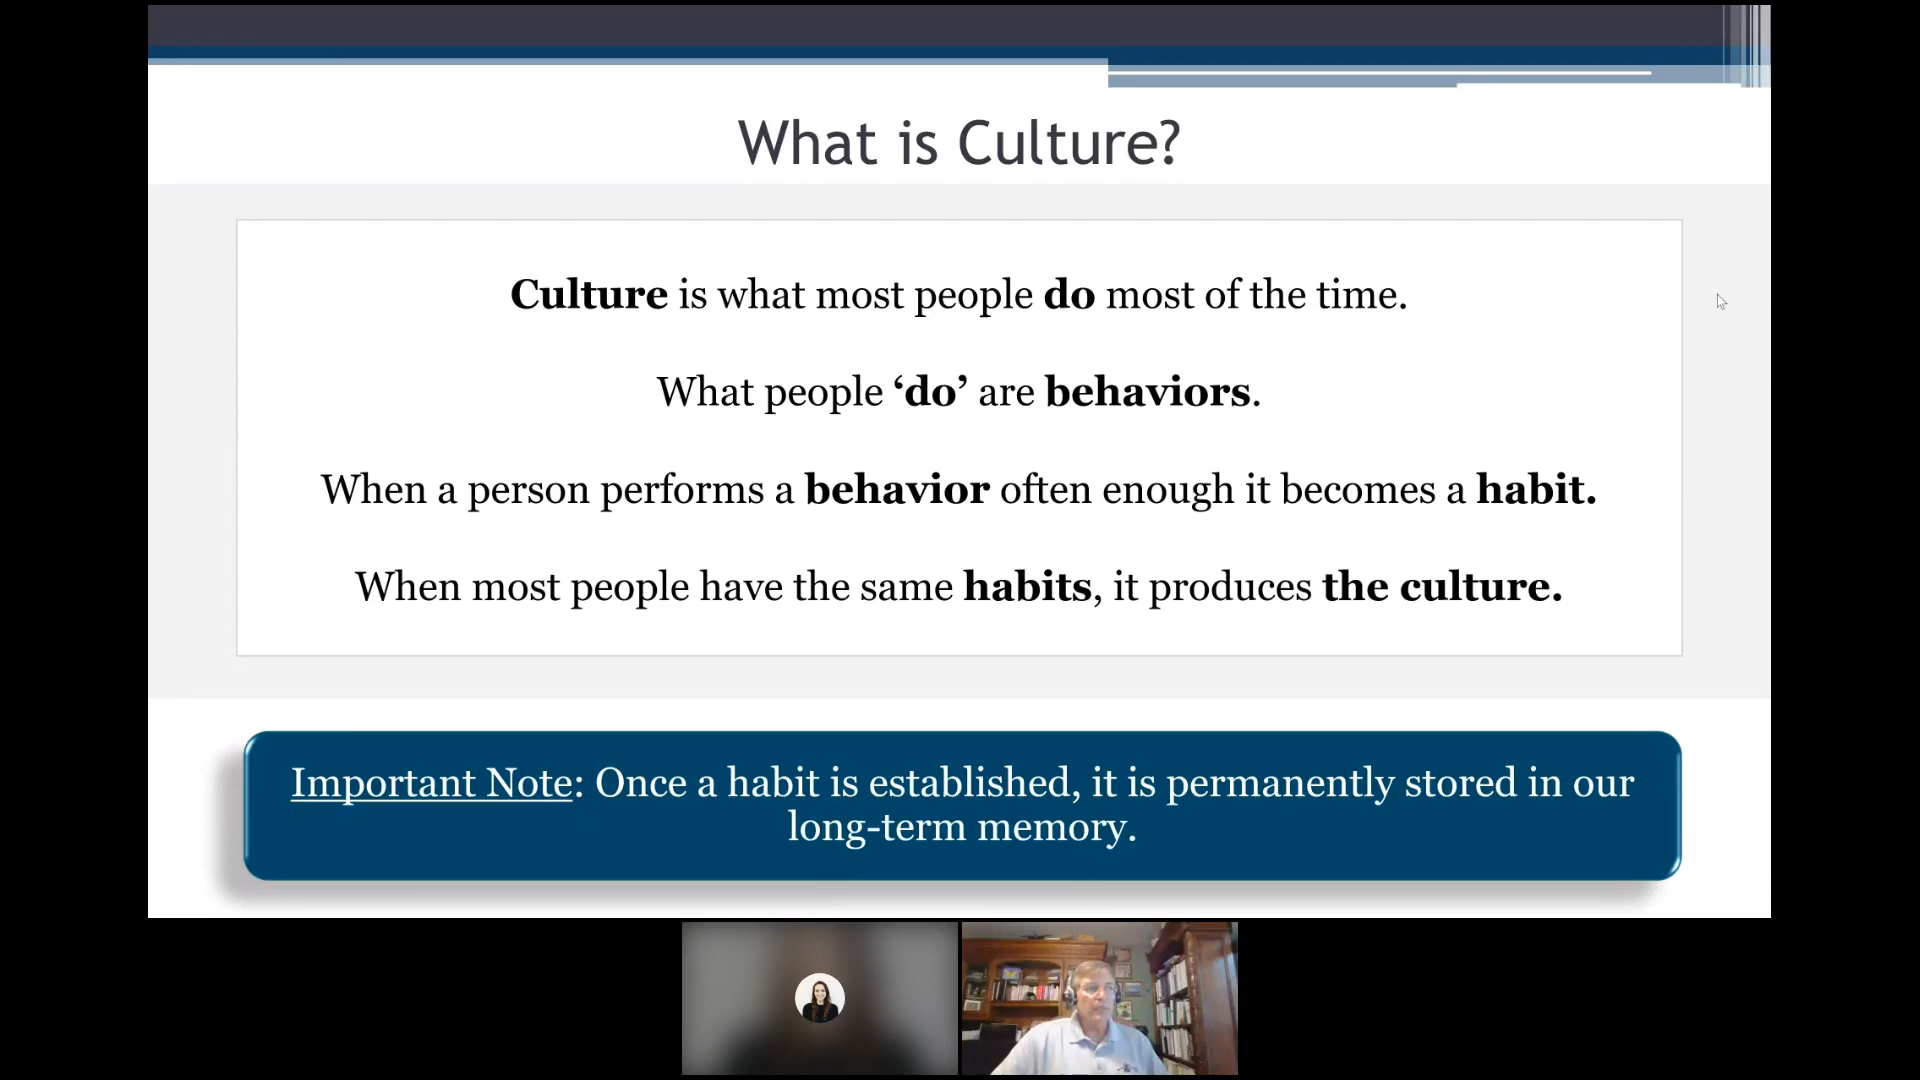 What is Culture?
Culture is what most people do most of the time.
What people ‘do’ are behaviors.
When a person performs a behavior often enough it becomes a habit.
When most people have the same habits, it produces the culture.
Important Note: Once a habit is established, it is permanently stored in our
long-term memory.